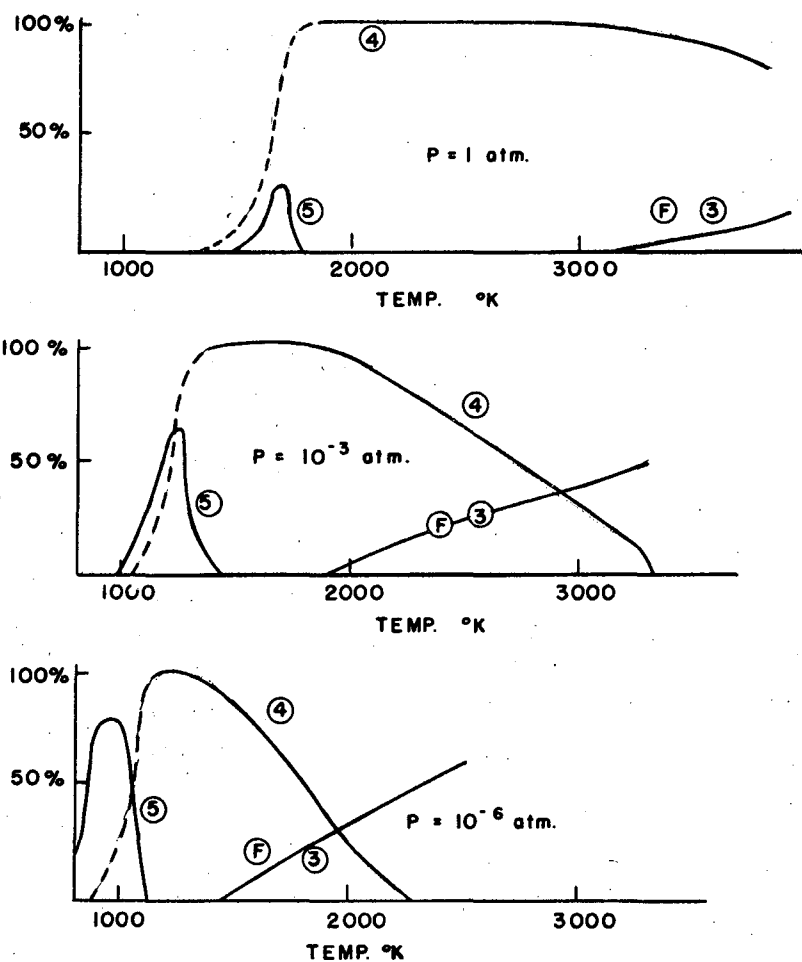 100%
④
50%
P = 1 atm.
⑤
Ⓕ ③
1000 2000 3000
TEMP. °K
100 %
④
50%
P = 10⁻³ atm.
⑤
Ⓕ ③
1000 2000 3000
TEMP. °K
100%
④
50%
⑤
P = 10⁻⁶ atm.
Ⓕ ③
1000 2000 3000
TEMP. °K